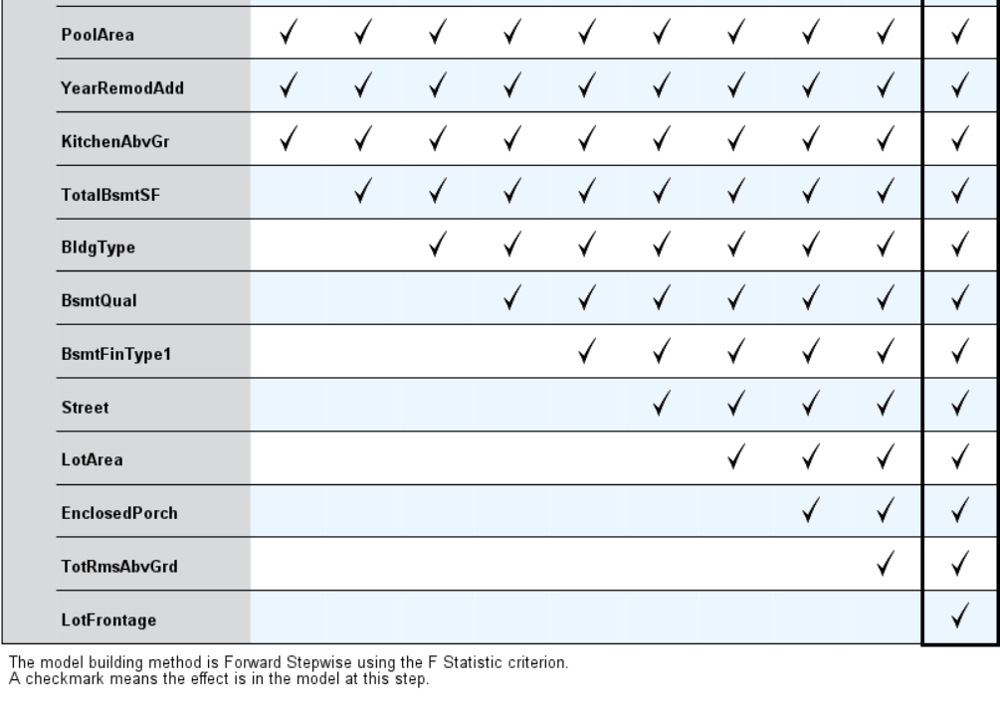 PoolArea ✓ ✓ ✓ ✓ ✓ ✓ ✓ ✓ ✓ ✓
YearRemodAdd ✓ ✓ ✓ ✓ ✓ ✓ ✓ ✓ ✓ ✓
KitchenAbvGr ✓ ✓ ✓ ✓ ✓ ✓ ✓ ✓ ✓ ✓
TotalBsmtSF ✓ ✓ ✓ ✓ ✓ ✓ ✓ ✓ ✓
BldgType ✓ ✓ ✓ ✓ ✓ ✓ ✓ ✓
BsmtQual ✓ ✓ ✓ ✓ ✓ ✓ ✓
BsmtFinType1 ✓ ✓ ✓ ✓ ✓ ✓
Street ✓ ✓ ✓ ✓ ✓
LotArea ✓ ✓ ✓ ✓
EnclosedPorch ✓ ✓ ✓
TotRmsAbvGrd ✓ ✓
LotFrontage ✓
The model building method is Forward Stepwise using the F Statistic criterion.
A checkmark means the effect is in the model at this step.